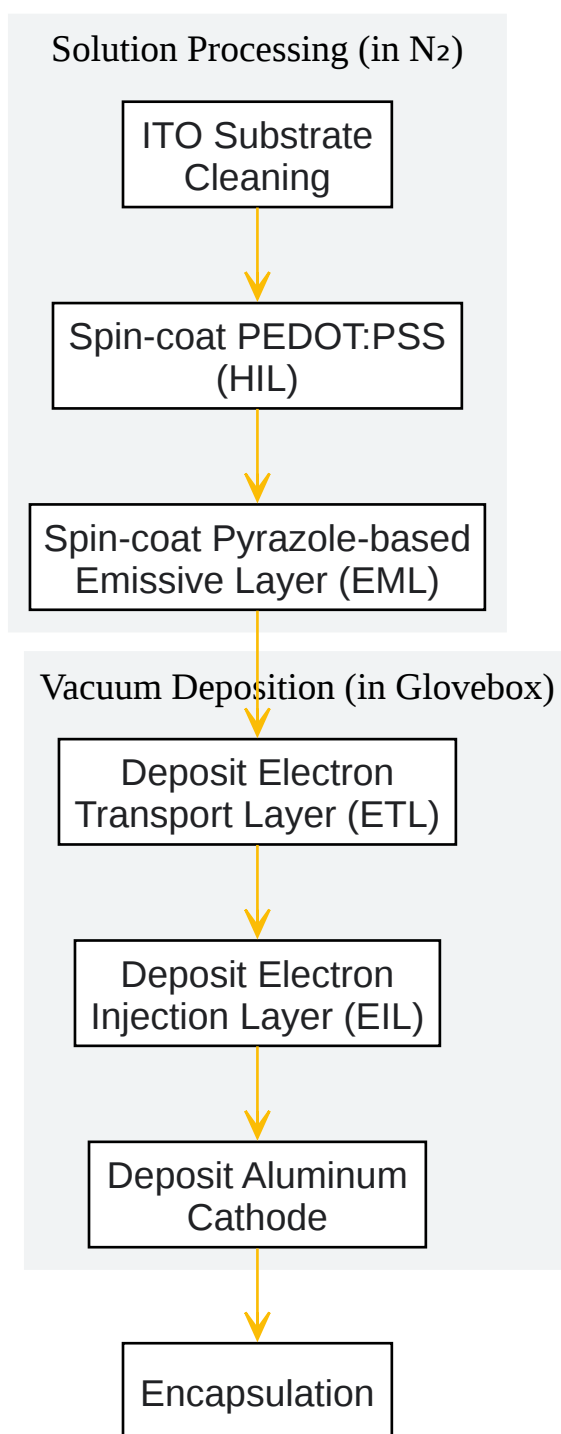 Solution Processing (in N₂)
ITO Substrate
Cleaning
Spin-coat PEDOT:PSS
(HIL)
Spin-coat Pyrazole-based
Emissive Layer (EML)
Vacuum Deposition (in Glovebox)
Deposit Electron
Transport Layer (ETL)
Deposit Electron
Injection Layer (EIL)
Deposit Aluminum
Cathode
Encapsulation